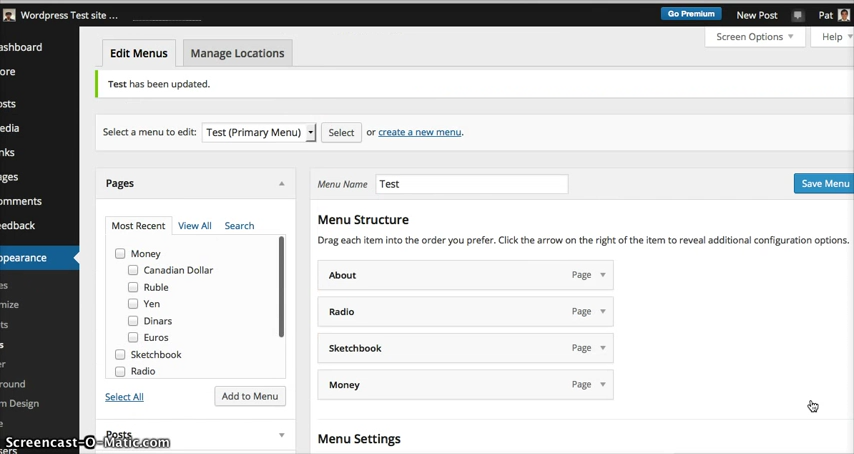 Wordpress Test site ...
Go Premium
New Post
Pat
ashboard
ore
osts
edia
nks
ages
omments
eedback
ppearance
es
mize
ts
s
er
round
m Design
e
sers
Edit Menus
Manage Locations
Screen Options
Help
Test has been updated.
Select a menu to edit: Test (Primary Menu) Select or create a new menu.
Pages
Most Recent View All Search
Money
Canadian Dollar
Ruble
Yen
Dinars
Euros
Sketchbook
Radio
Select All
Add to Menu
Posts
Menu Name Test
Save Menu
Menu Structure
Drag each item into the order you prefer. Click the arrow on the right of the item to reveal additional configuration options.
About Page
Radio Page
Sketchbook Page
Money Page
Menu Settings
Screencast-O-Matic.com